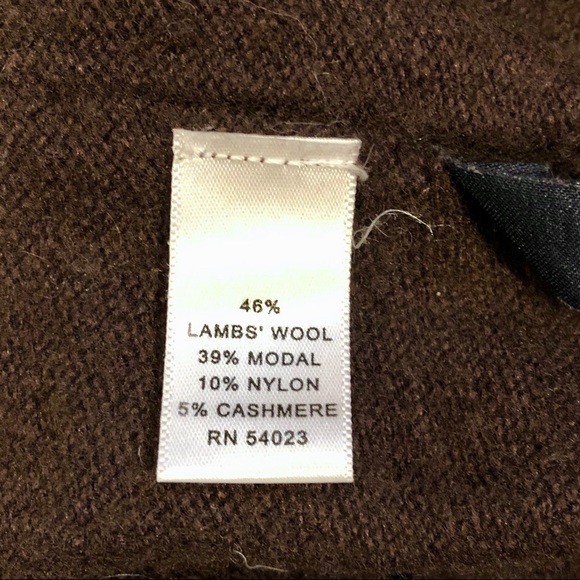 46%
LAMBS' WOOL
39% MODAL
10% NYLON
5% CASHMERE
RN 54023